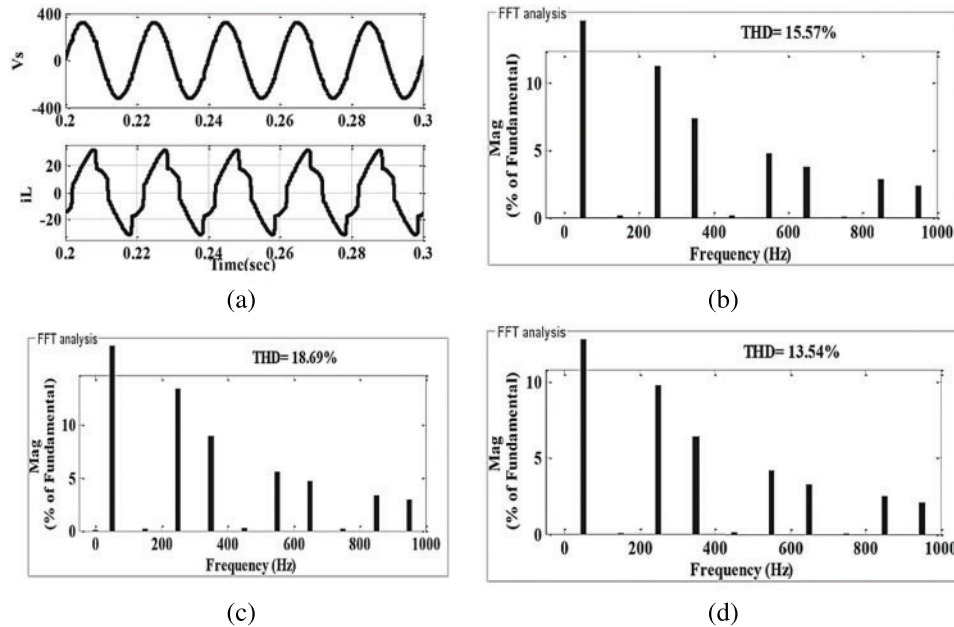 400
0
-400
Vs
0.2 0.22 0.24 0.26 0.28 0.3
20
0
-20
iL
0.2 0.22 0.24 0.26 0.28 0.3
Time(sec)
(a)
FFT analysis
THD= 15.57%
10
5
0
Mag
(% of Fundamental)
0 200 400 600 800 1000
Frequency (Hz)
(b)
FFT analysis
THD= 18.69%
10
5
0
Mag
(% of Fundamental)
0 200 400 600 800 1000
Frequency (Hz)
(c)
FFT analysis
THD= 13.54%
10
5
0
Mag
(% of Fundamental)
0 200 400 600 800 1000
Frequency (Hz)
(d)